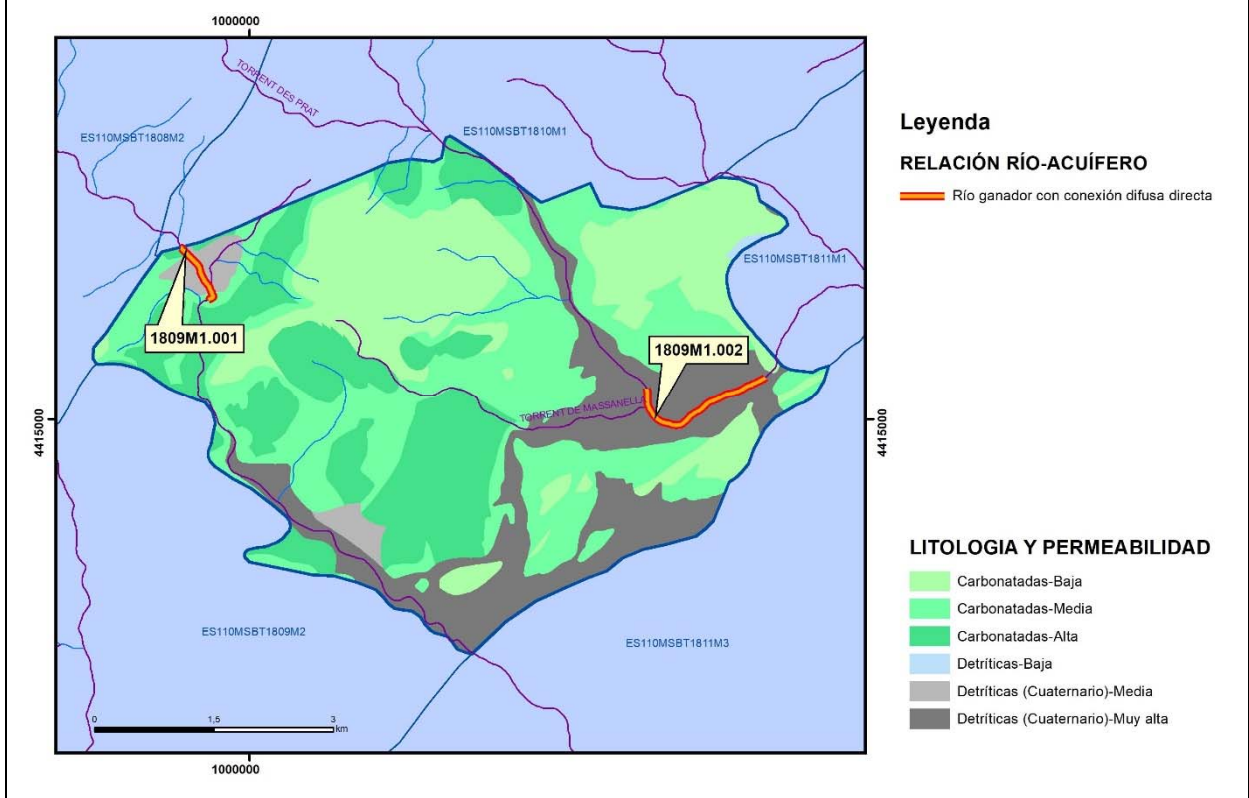 1000000
TORRENT DES PRAT
ES110MSBT1808M2
ES110MSBT1810M1
ES110MSBT1811M1
1809M1.001
1809M1.002
TORRENT DE MASSANELLA
4415000
4415000
ES110MSBT1809M2
ES110MSBT1811M3
0
1,5
3
km
1000000
Leyenda
RELACIÓN RÍO-ACUÍFERO
Río ganador con conexión difusa directa
LITOLOGIA Y PERMEABILIDAD
Carbonatadas-Baja
Carbonatadas-Media
Carbonatadas-Alta
Detríticas-Baja
Detríticas (Cuaternario)-Media
Detríticas (Cuaternario)-Muy alta